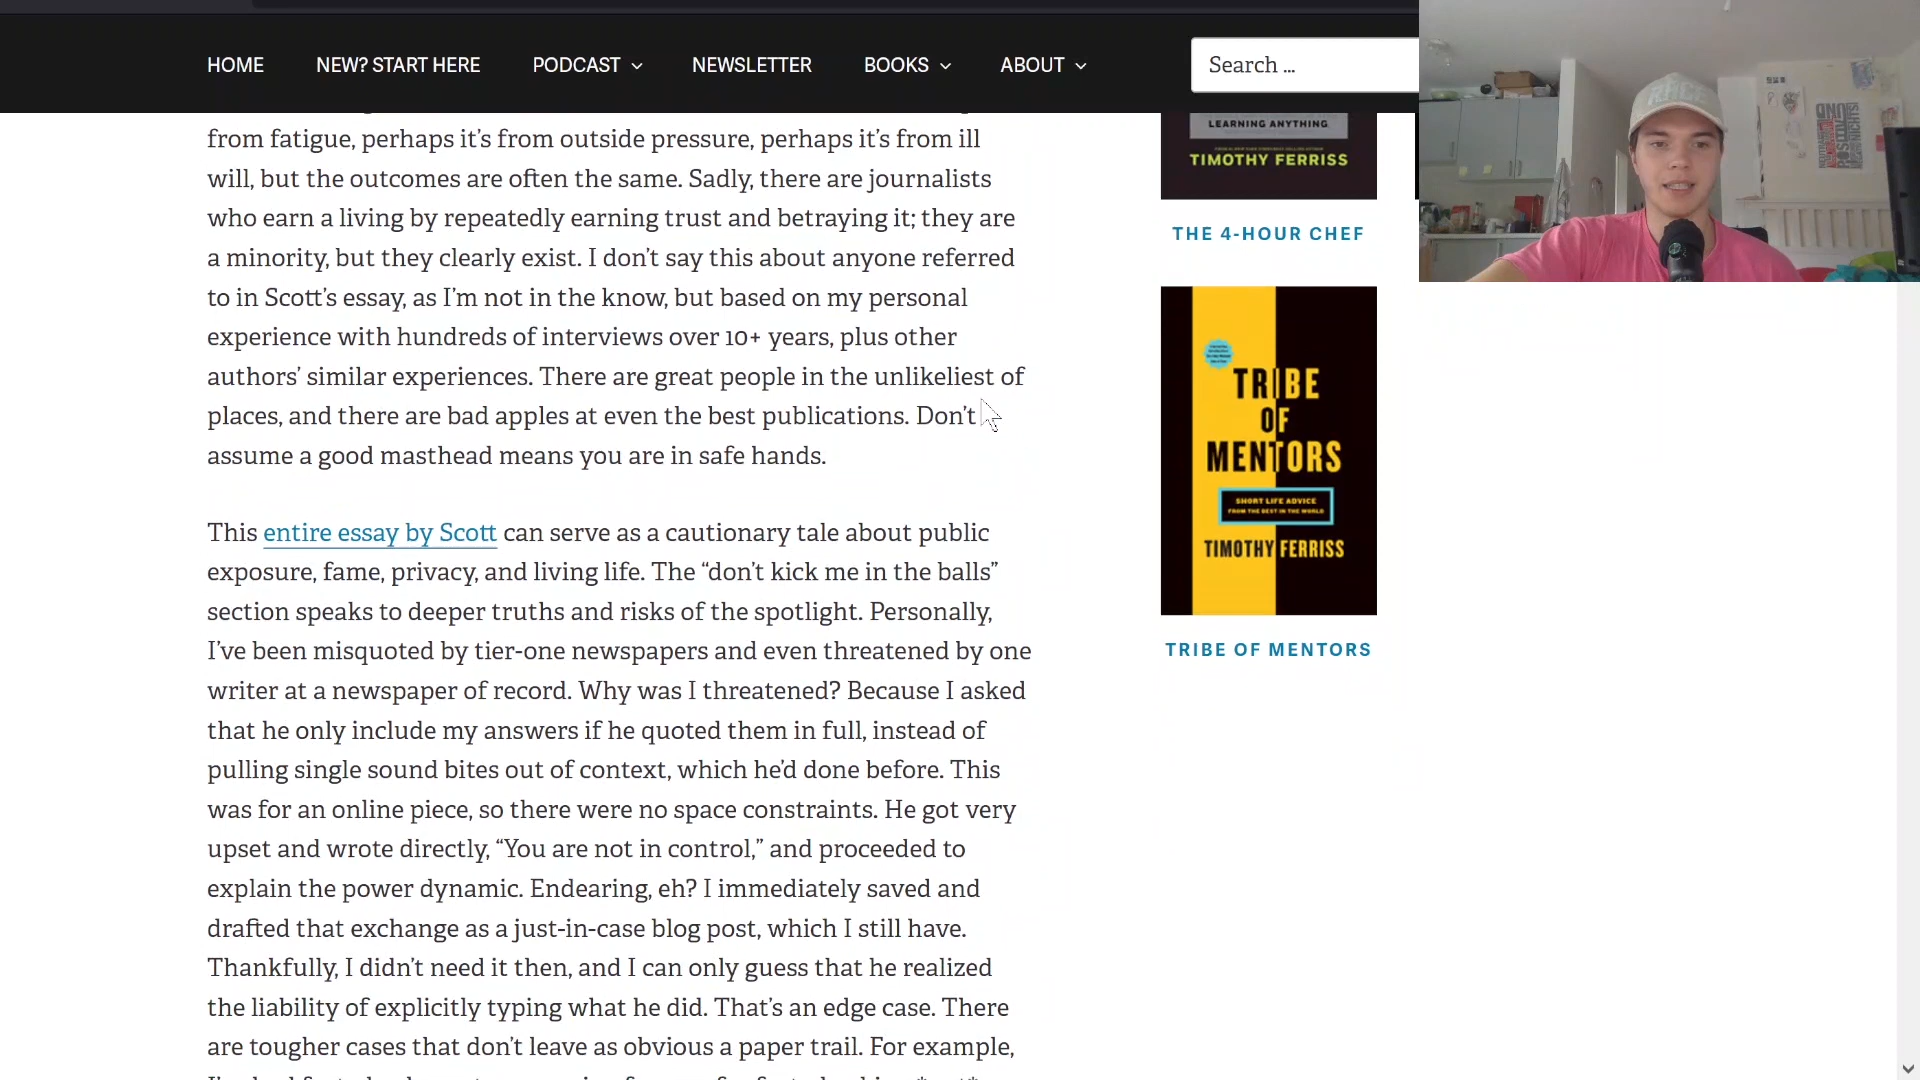 HOME
NEW? START HERE
PODCAST
NEWSLETTER
BOOKS
ABOUT
Search ...
from fatigue, perhaps it’s from outside pressure, perhaps it’s from ill
will, but the outcomes are often the same. Sadly, there are journalists
who earn a living by repeatedly earning trust and betraying it; they are
a minority, but they clearly exist. I don’t say this about anyone referred
to in Scott’s essay, as I’m not in the know, but based on my personal
experience with hundreds of interviews over 10+ years, plus other
authors’ similar experiences. There are great people in the unlikeliest of
places, and there are bad apples at even the best publications. Don’t
assume a good masthead means you are in safe hands.
This entire essay by Scott can serve as a cautionary tale about public
exposure, fame, privacy, and living life. The “don’t kick me in the balls”
section speaks to deeper truths and risks of the spotlight. Personally,
I’ve been misquoted by tier-one newspapers and even threatened by one
writer at a newspaper of record. Why was I threatened? Because I asked
that he only include my answers if he quoted them in full, instead of
pulling single sound bites out of context, which he’d done before. This
was for an online piece, so there were no space constraints. He got very
upset and wrote directly, “You are not in control,” and proceeded to
explain the power dynamic. Endearing, eh? I immediately saved and
drafted that exchange as a just-in-case blog post, which I still have.
Thankfully, I didn’t need it then, and I can only guess that he realized
the liability of explicitly typing what he did. That’s an edge case. There
are tougher cases that don’t leave as obvious a paper trail. For example,
LEARNING ANYTHING
TIMOTHY FERRISS
THE 4-HOUR CHEF
TRIBE
OF
MENTORS
SHORT LIFE ADVICE
FROM THE BEST IN THE WORLD
TIMOTHY FERRISS
TRIBE OF MENTORS